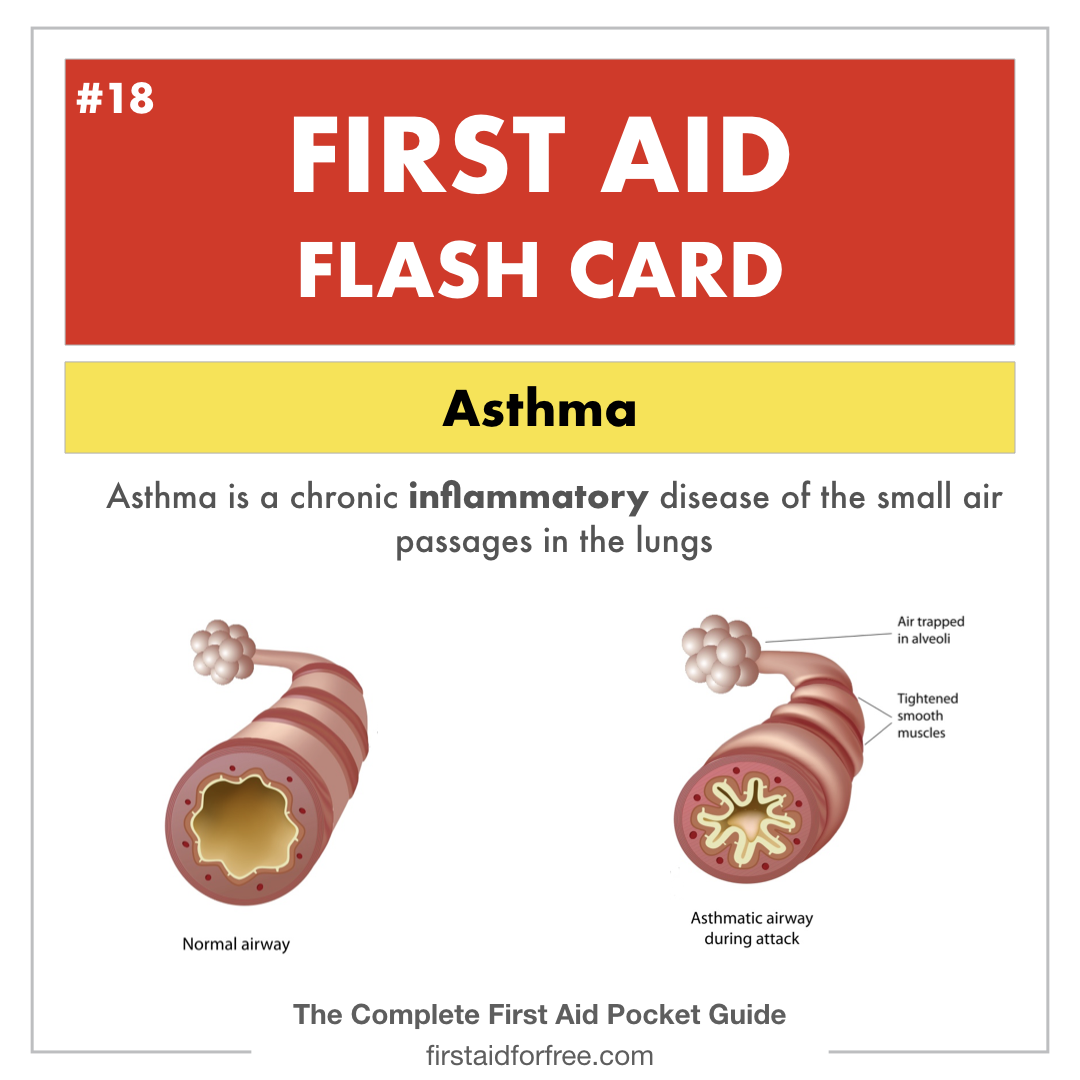 #18
FIRST AID
FLASH CARD
Asthma
Asthma is a chronic inflammatory disease of the small air
passages in the lungs
Air trapped
in alveoli
Tightened
smooth
muscles
Normal airway
Asthmatic airway
during attack
The Complete First Aid Pocket Guide
firstaidforfree.com